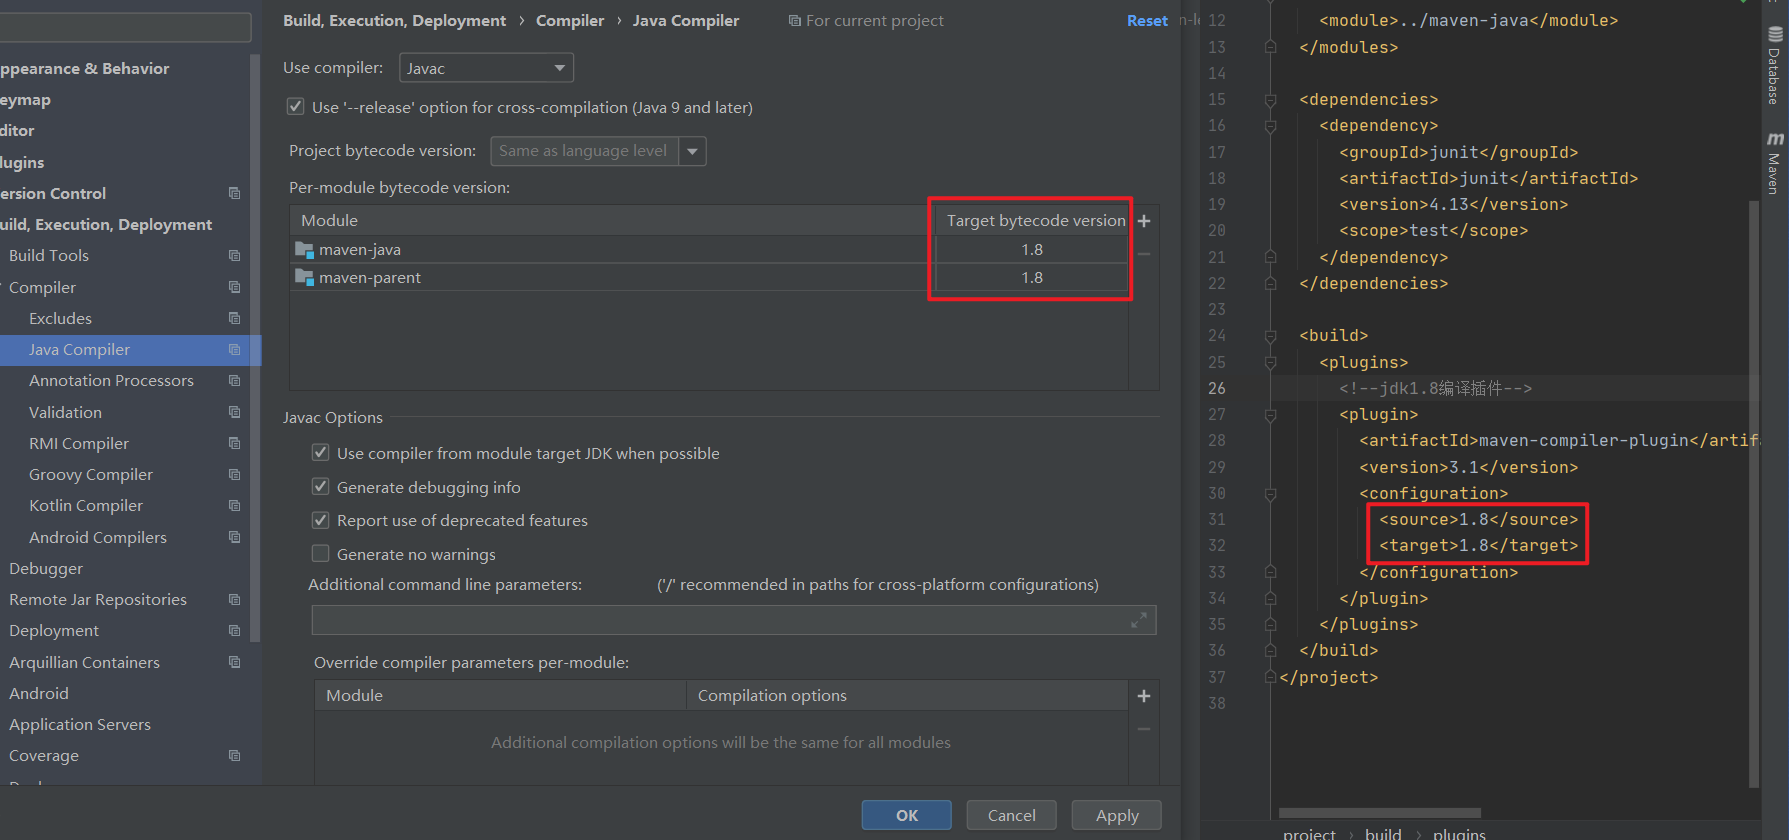 Build, Execution, Deployment › Compiler › Java Compiler
For current project
Reset
ppearance & Behavior
eymap
ditor
lugins
ersion Control
uild, Execution, Deployment
Build Tools
Compiler
Excludes
Java Compiler
Annotation Processors
Validation
RMI Compiler
Groovy Compiler
Kotlin Compiler
Android Compilers
Debugger
Remote Jar Repositories
Deployment
Arquillian Containers
Android
Application Servers
Coverage
Use compiler: Javac
Use '--release' option for cross-compilation (Java 9 and later)
Project bytecode version: Same as language level
Per-module bytecode version:
Module Target bytecode version
maven-java 1.8
maven-parent 1.8
Javac Options
Use compiler from module target JDK when possible
Generate debugging info
Report use of deprecated features
Generate no warnings
Additional command line parameters: ('/' recommended in paths for cross-platform configurations)
Override compiler parameters per-module:
Module Compilation options
Additional compilation options will be the same for all modules
OK Cancel Apply
12 <module>../maven-java</module>
13 </modules>
14
15 <dependencies>
16 <dependency>
17 <groupId>junit</groupId>
18 <artifactId>junit</artifactId>
19 <version>4.13</version>
20 <scope>test</scope>
21 </dependency>
22 </dependencies>
23
24 <build>
25 <plugins>
26 <!--jdk1.8编译插件-->
27 <plugin>
28 <artifactId>maven-compiler-plugin</artif
29 <version>3.1</version>
30 <configuration>
31 <source>1.8</source>
32 <target>1.8</target>
33 </configuration>
34 </plugin>
35 </plugins>
36 </build>
37 </project>
38
project › build › plugins
Database
m Maven